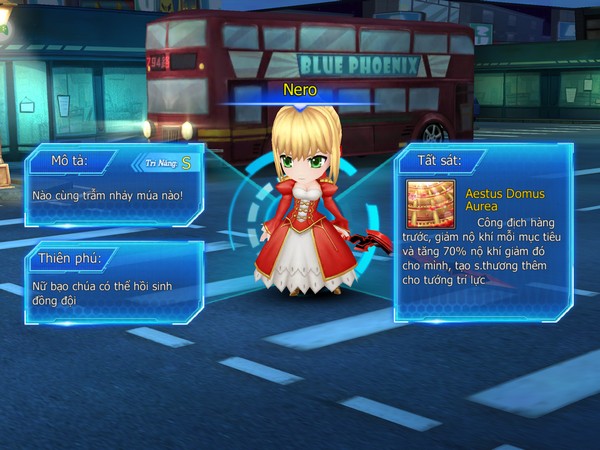 BLUE PHOENIX
Nero
Mô tả:
Trí Năng: S
Nào cùng trẫm nháy múa nào!
Thiên phú:
Nữ bạo chúa có thể hồi sinh
đồng đội
Tất sát:
Aestus Domus
Aurea
Công địch hàng
trước, giảm nộ khí mỗi mục tiêu
và tăng 70% nộ khí giảm đó
cho mình, tạo s.thương thêm
cho tướng trí lực